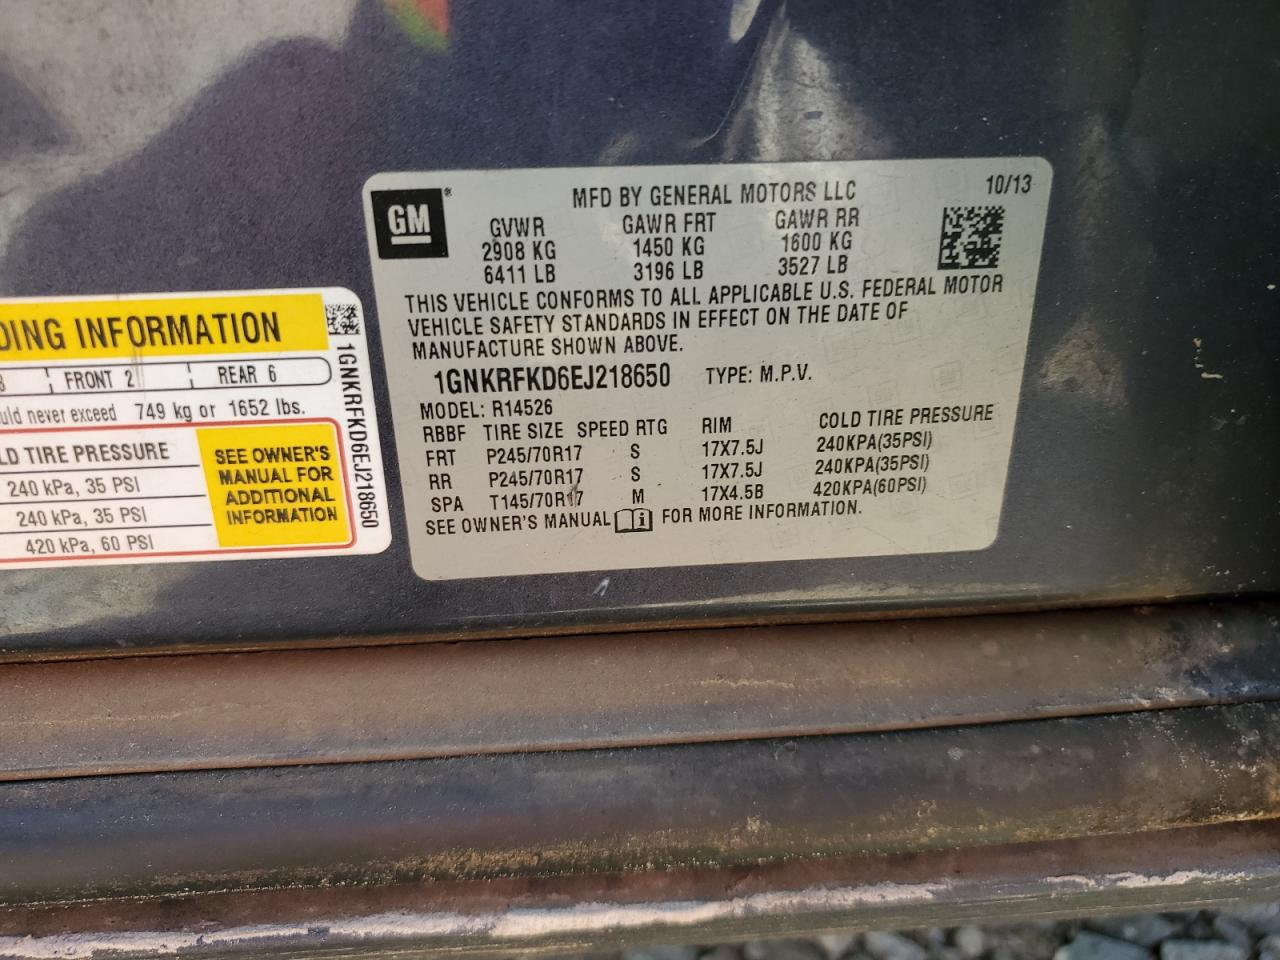 GM®
MFD BY GENERAL MOTORS LLC 10/13
GVWR GAWR FRT GAWR RR
2908 KG 1450 KG 1600 KG
6411 LB 3196 LB 3527 LB
THIS VEHICLE CONFORMS TO ALL APPLICABLE U.S. FEDERAL MOTOR
VEHICLE SAFETY STANDARDS IN EFFECT ON THE DATE OF
MANUFACTURE SHOWN ABOVE.
1GNKRFKD6EJ218650 TYPE: M.P.V.
MODEL: R14526
RBBF TIRE SIZE SPEED RTG RIM COLD TIRE PRESSURE
FRT P245/70R17 S 17X7.5J 240KPA(35PSI)
RR P245/70R17 S 17X7.5J 240KPA(35PSI)
SPA T145/70R17 M 17X4.5B 420KPA(60PSI)
SEE OWNER'S MANUAL FOR MORE INFORMATION.
DING INFORMATION
FRONT 2 REAR 6
uld never exceed 749 kg or 1652 lbs.
LD TIRE PRESSURE
240 kPa, 35 PSI
240 kPa, 35 PSI
420 kPa, 60 PSI
SEE OWNER'S
MANUAL FOR
ADDITIONAL
INFORMATION
1GNKRFKD6EJ218650